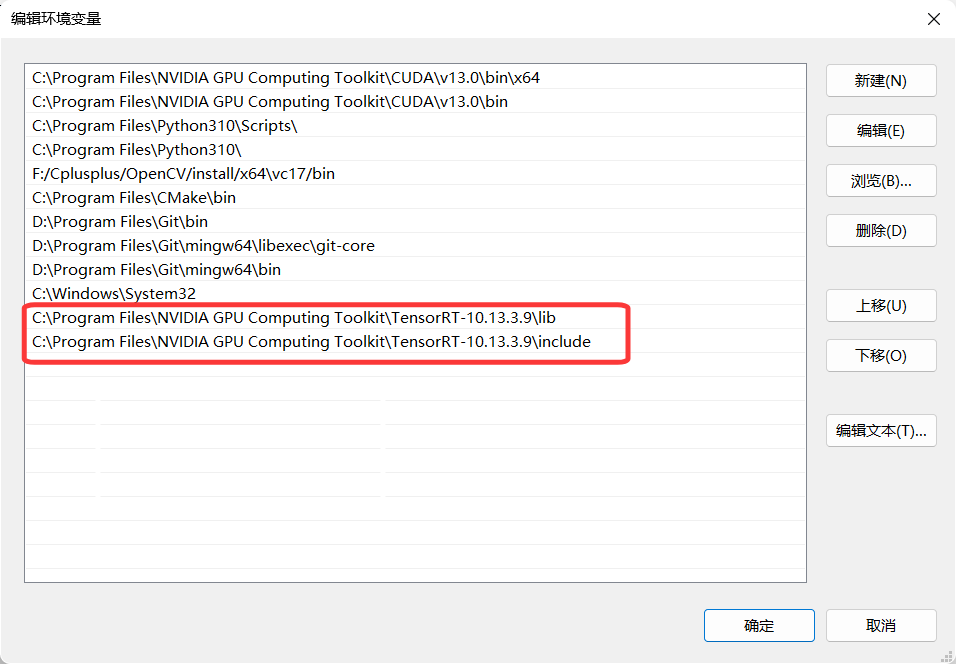 编辑环境变量
C:\Program Files\NVIDIA GPU Computing Toolkit\CUDA\v13.0\bin\x64
C:\Program Files\NVIDIA GPU Computing Toolkit\CUDA\v13.0\bin
C:\Program Files\Python310\Scripts\
C:\Program Files\Python310\
F:/Cplusplus/OpenCV/install/x64\vc17/bin
C:\Program Files\CMake\bin
D:\Program Files\Git\bin
D:\Program Files\Git\mingw64\libexec\git-core
D:\Program Files\Git\mingw64\bin
C:\Windows\System32
C:\Program Files\NVIDIA GPU Computing Toolkit\TensorRT-10.13.3.9\lib
C:\Program Files\NVIDIA GPU Computing Toolkit\TensorRT-10.13.3.9\include
新建(N)
编辑(E)
浏览(B)...
删除(D)
上移(U)
下移(O)
编辑文本(T)...
确定
取消